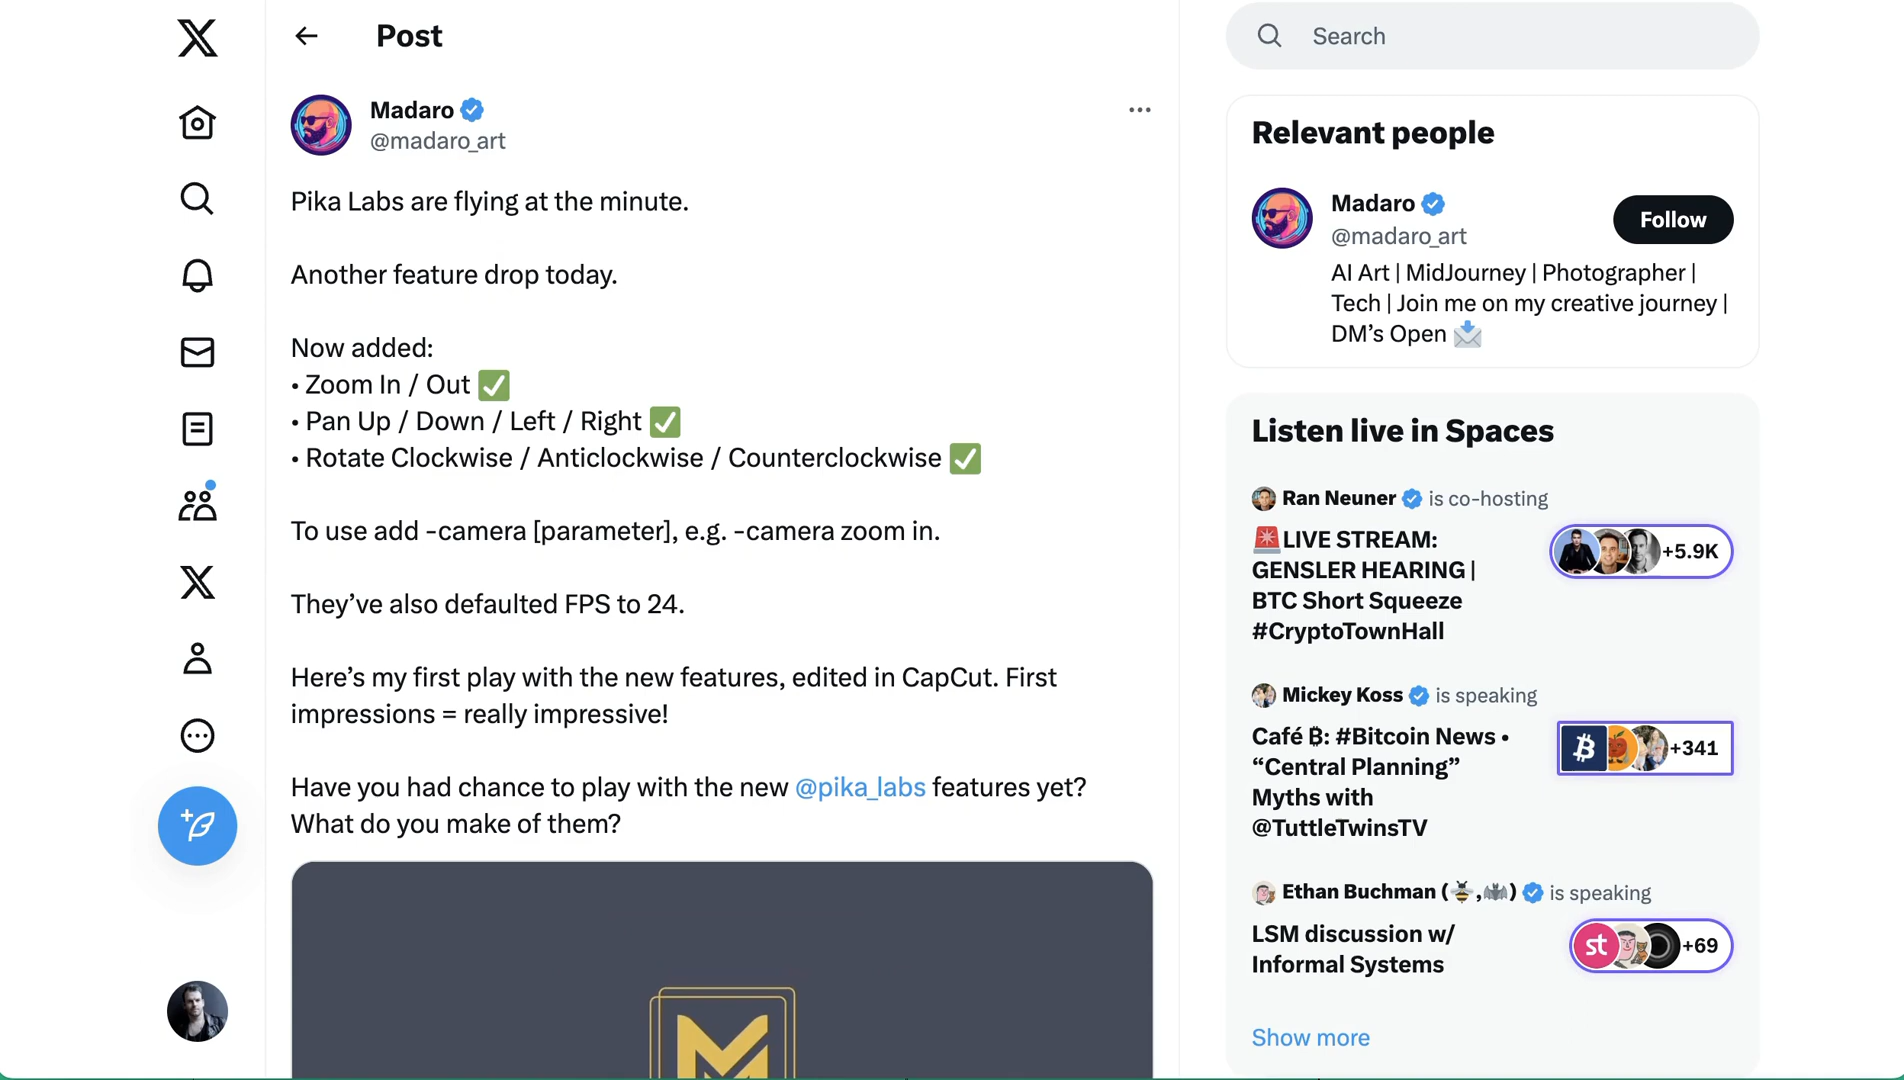 Post
Madaro
@madaro_art
Pika Labs are flying at the minute.
Another feature drop today.
Now added:
• Zoom In / Out ✅
• Pan Up / Down / Left / Right ✅
• Rotate Clockwise / Anticlockwise / Counterclockwise ✅
To use add -camera [parameter], e.g. -camera zoom in.
They’ve also defaulted FPS to 24.
Here’s my first play with the new features, edited in CapCut. First
impressions = really impressive!
Have you had chance to play with the new @pika_labs features yet?
What do you make of them?
Search
Relevant people
Madaro
@madaro_art
Follow
AI Art | MidJourney | Photographer |
Tech | Join me on my creative journey |
DM’s Open 📩
Listen live in Spaces
Ran Neuner is co-hosting
🚨LIVE STREAM:
GENSLER HEARING |
BTC Short Squeeze
#CryptoTownHall
+5.9K
Mickey Koss is speaking
Café ₿: #Bitcoin News •
“Central Planning”
Myths with
@TuttleTwinsTV
+341
Ethan Buchman (🐝,🦇) is speaking
LSM discussion w/
Informal Systems
st
+69
Show more